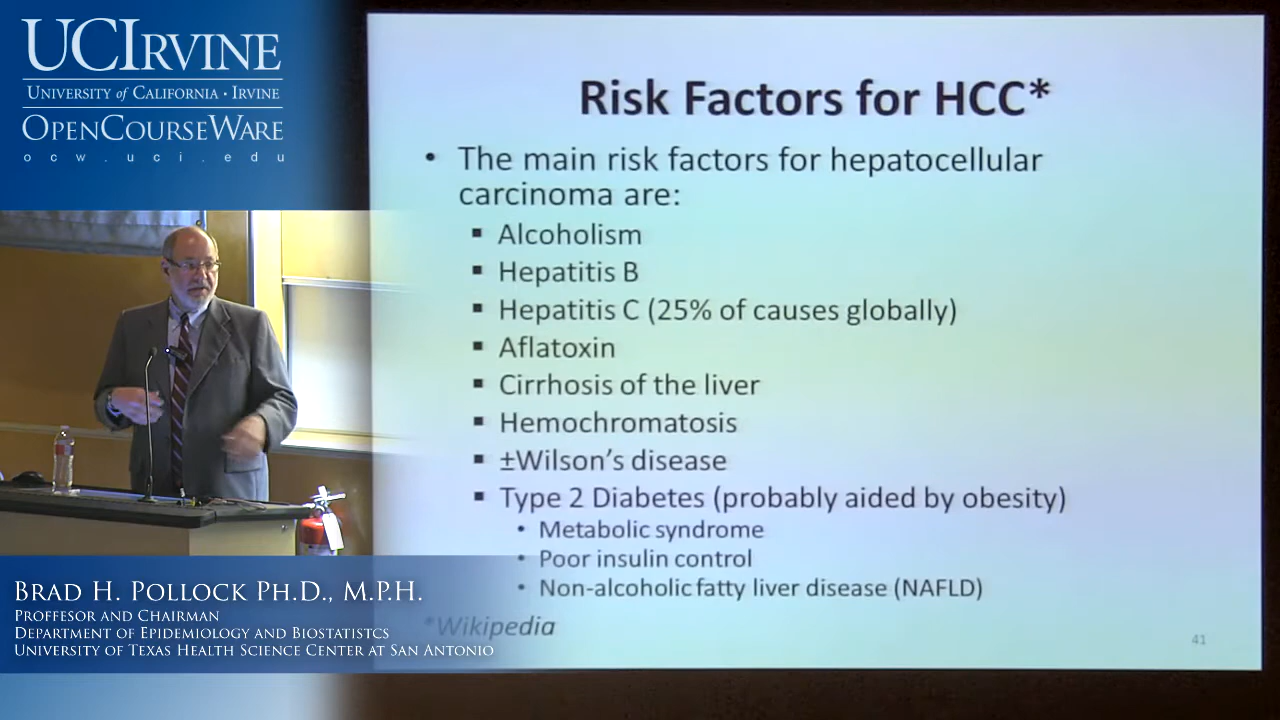 UCIRVINE
UNIVERSITY of CALIFORNIA · IRVINE
OPENCOURSEWARE
ocw.uci.edu
Risk Factors for HCC*
• The main risk factors for hepatocellular
carcinoma are:
▪ Alcoholism
▪ Hepatitis B
▪ Hepatitis C (25% of causes globally)
▪ Aflatoxin
▪ Cirrhosis of the liver
▪ Hemochromatosis
▪ ±Wilson's disease
▪ Type 2 Diabetes (probably aided by obesity)
• Metabolic syndrome
• Poor insulin control
• Non-alcoholic fatty liver disease (NAFLD)
*Wikipedia
41
BRAD H. POLLOCK PH.D., M.P.H.
PROFFESOR AND CHAIRMAN
DEPARTMENT OF EPIDEMIOLOGY AND BIOSTATISTCS
UNIVERSITY OF TEXAS HEALTH SCIENCE CENTER AT SAN ANTONIO